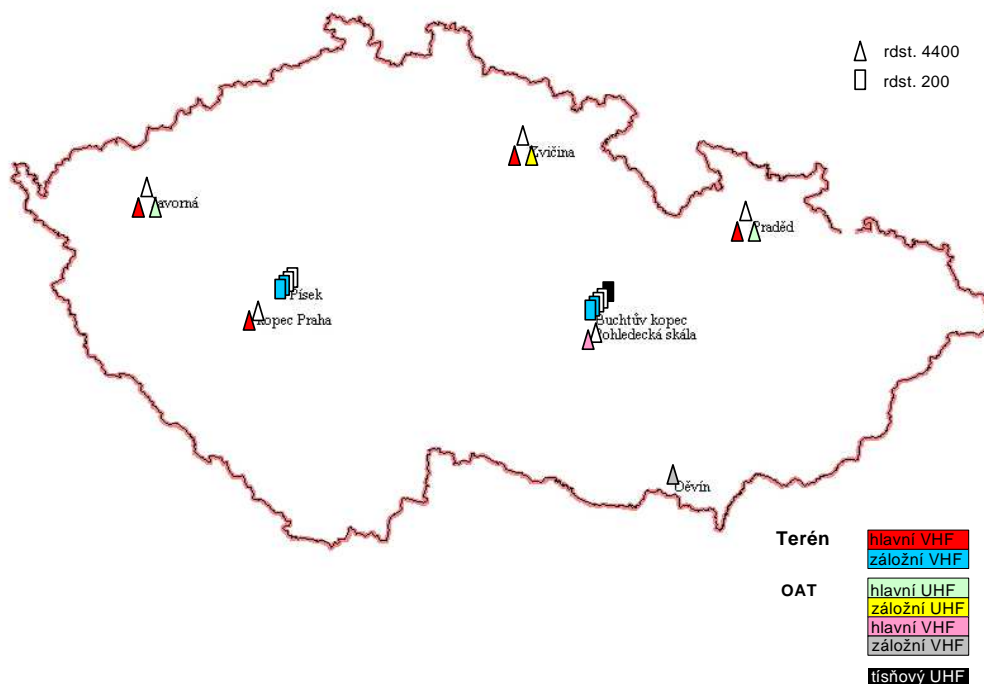 rdst. 4400
rdst. 200
Zvičina
Javorná
Praděd
Písek
kopec Praha
Buchtův kopec
Pohledecká skála
Děvín
Terén
hlavní VHF
záložní VHF
OAT
hlavní UHF
záložní UHF
hlavní VHF
záložní VHF
tísňový UHF